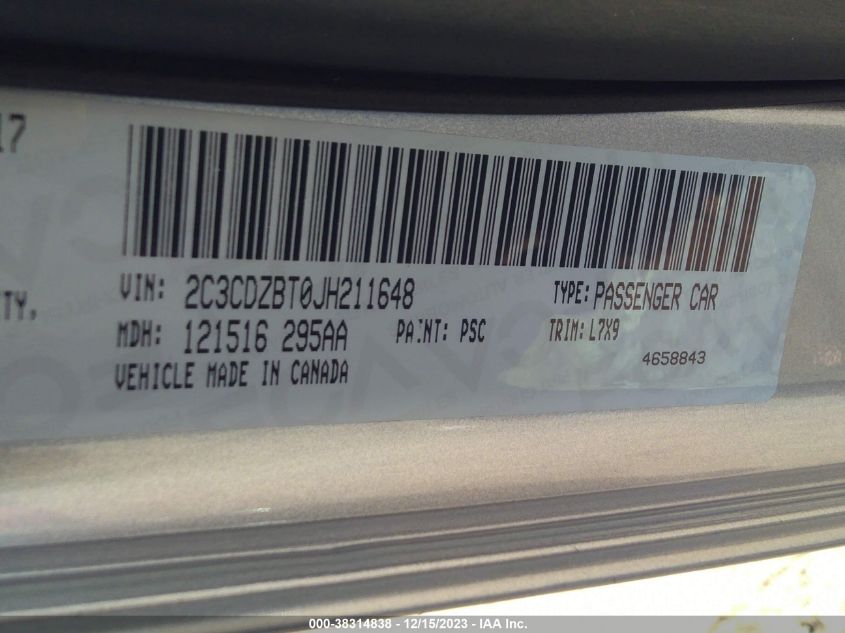 17
TY,
VIN: 2C3CDZBT0JH211648 TYPE: PASSENGER CAR
MDH: 121516 295AA PAINT: PSC TRIM: L7X9
4658843
VEHICLE MADE IN CANADA
000-38314838 - 12/15/2023 - IAA Inc.